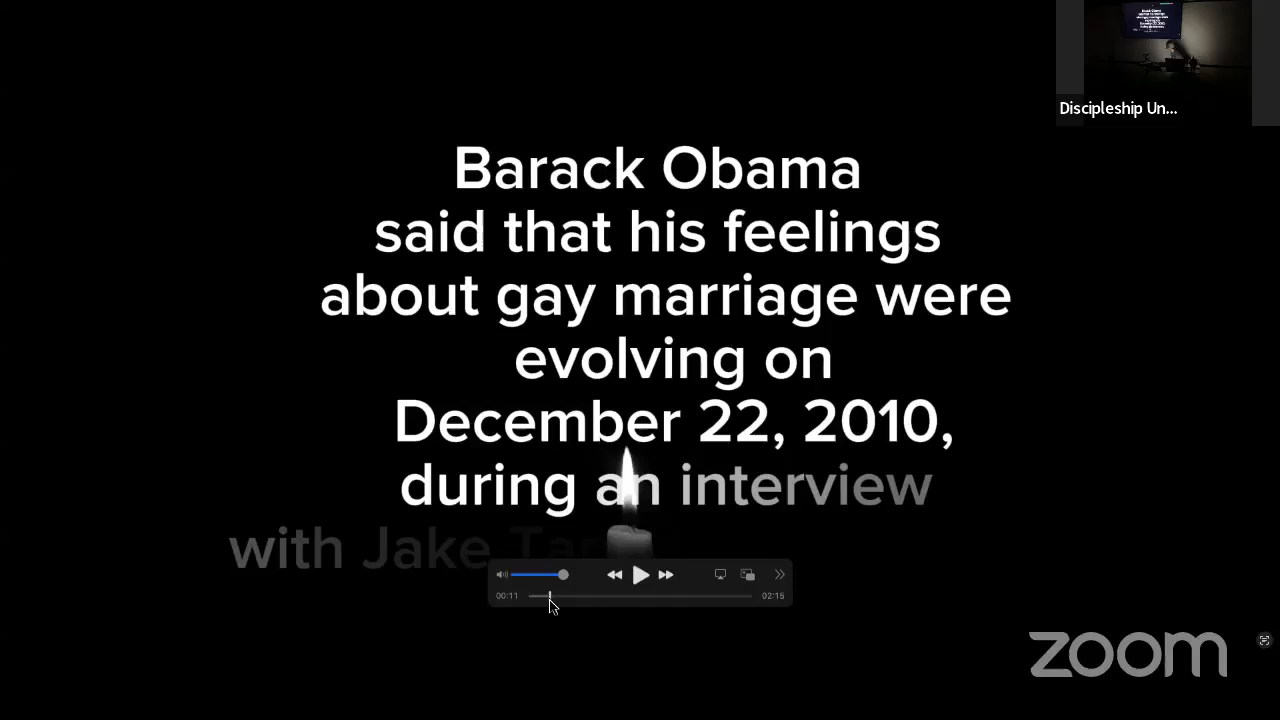 Discipleship Un...
Barack Obama
said that his feelings
about gay marriage were
evolving on
December 22, 2010,
during an interview
with Jake
00:11
02:15
zoom